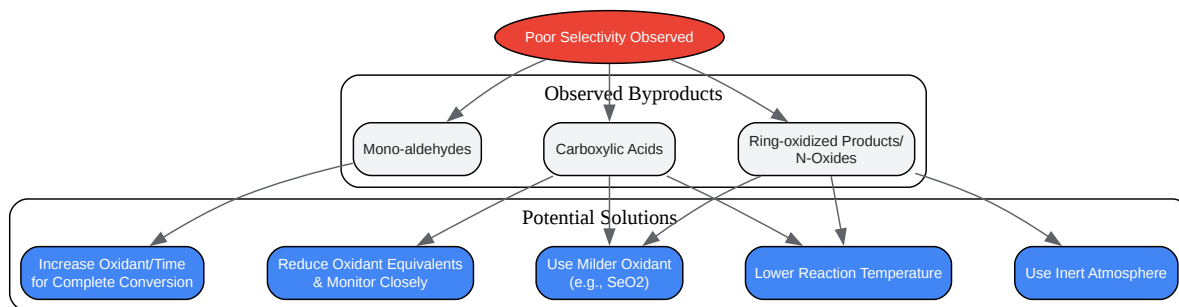 Poor Selectivity Observed
Observed Byproducts
Mono-aldehydes
Carboxylic Acids
Ring-oxidized Products/
N-Oxides
Potential Solutions
Increase Oxidant/Time
for Complete Conversion
Reduce Oxidant Equivalents
& Monitor Closely
Use Milder Oxidant
(e.g., SeO2)
Lower Reaction Temperature
Use Inert Atmosphere